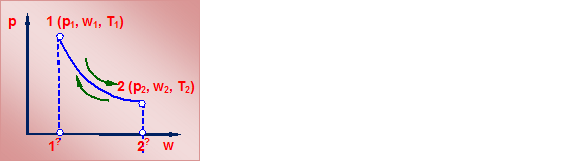 p 1 (p₁, w₁, T₁)
2 (p₂, w₂, T₂)
1? 2? w